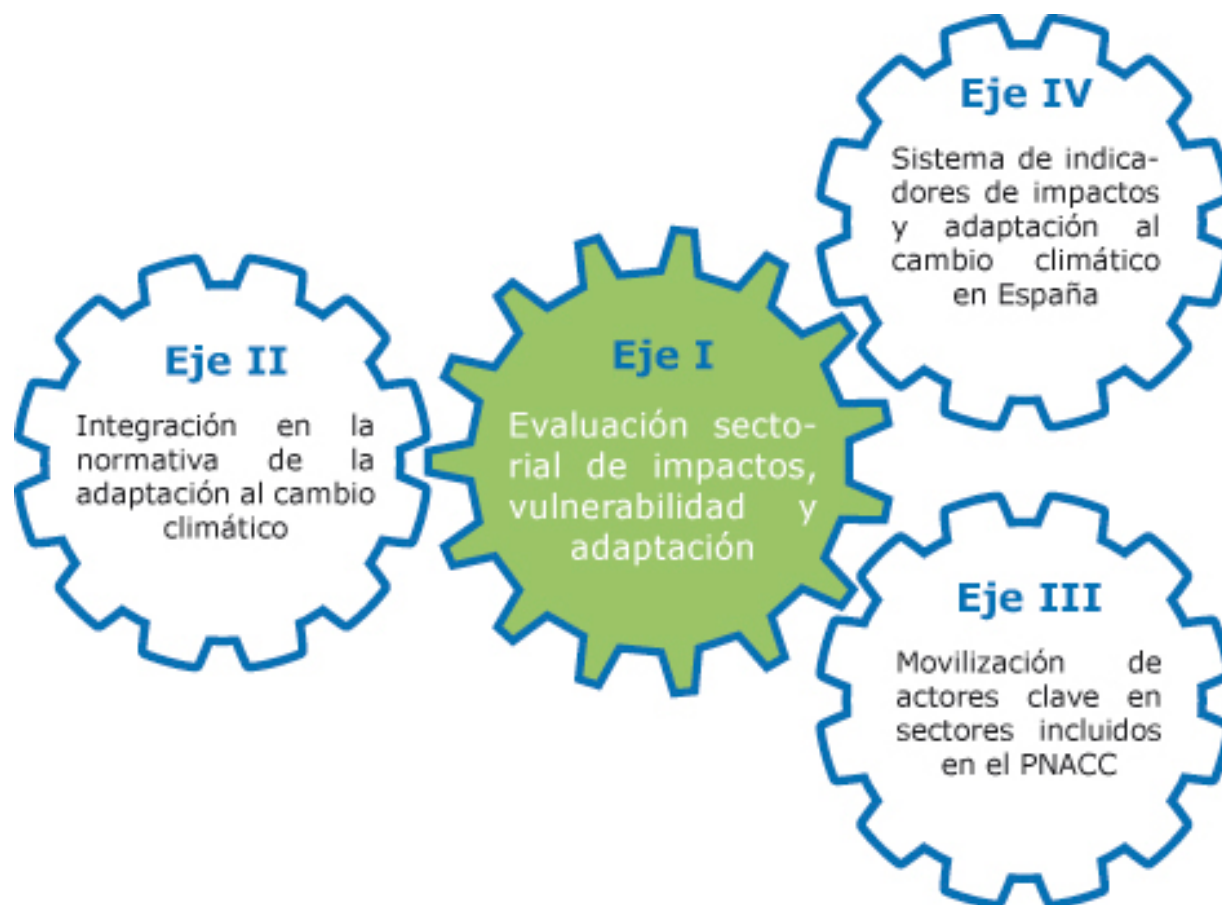 Eje IV
Sistema de indica-
dores de impactos
y adaptación al
cambio climático
en España
Eje II
Integración en la
normativa de la
adaptación al cambio
climático
Eje I
Evaluación secto-
rial de impactos,
vulnerabilidad y
adaptación
Eje III
Movilización de
actores clave en
sectores incluidos
en el PNACC